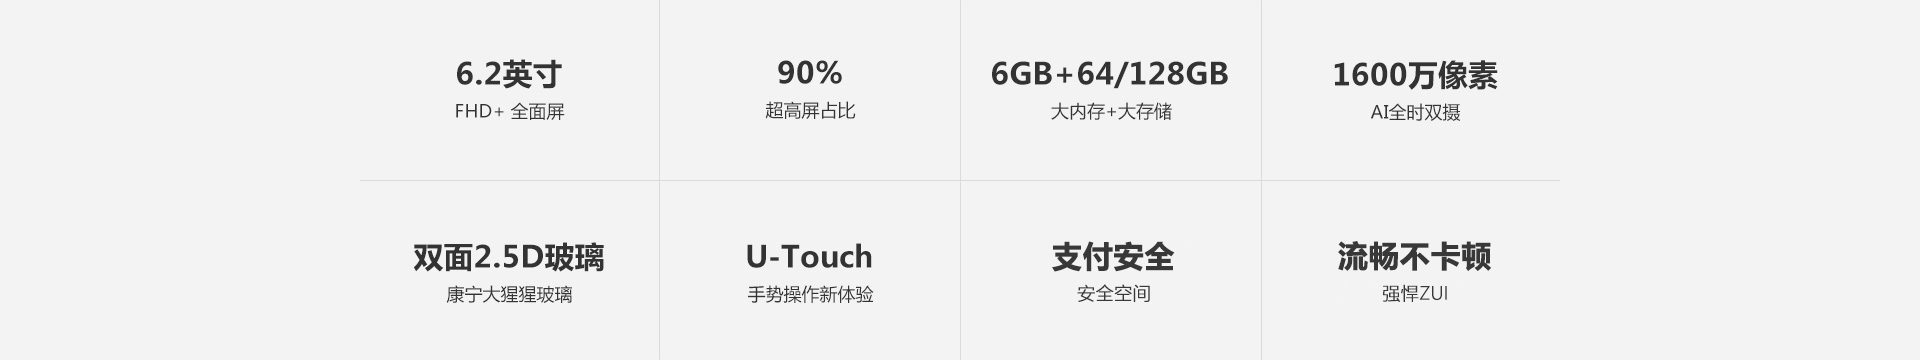 6.2英寸
FHD+ 全面屏
90%
超高屏占比
6GB+64/128GB
大内存+大存储
1600万像素
AI全时双摄
双面2.5D玻璃
康宁大猩猩玻璃
U-Touch
手势操作新体验
支付安全
安全空间
流畅不卡顿
强悍ZUI